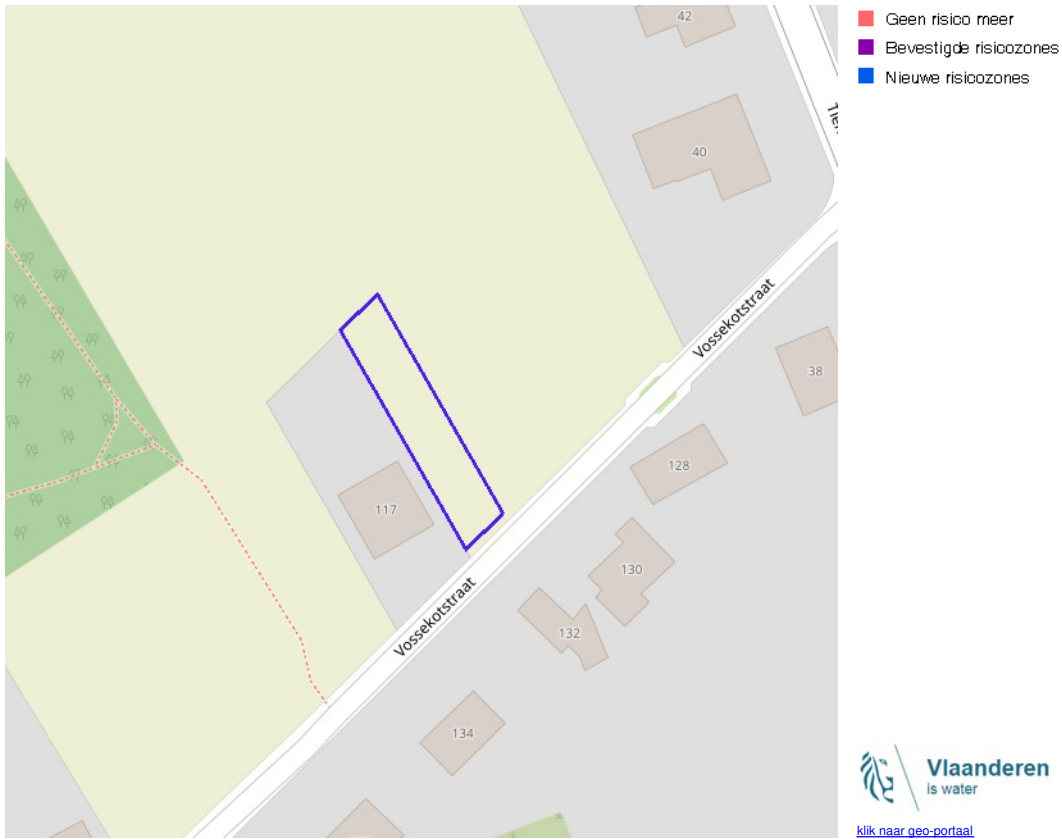 42
Geen risico meer
Bevestigde risicozones
Nieuwe risicozones
40
Vossekotstraat
38
128
117
130
Vossekotstraat
132
134
Vlaanderen
is water
klik naar geo-portaal